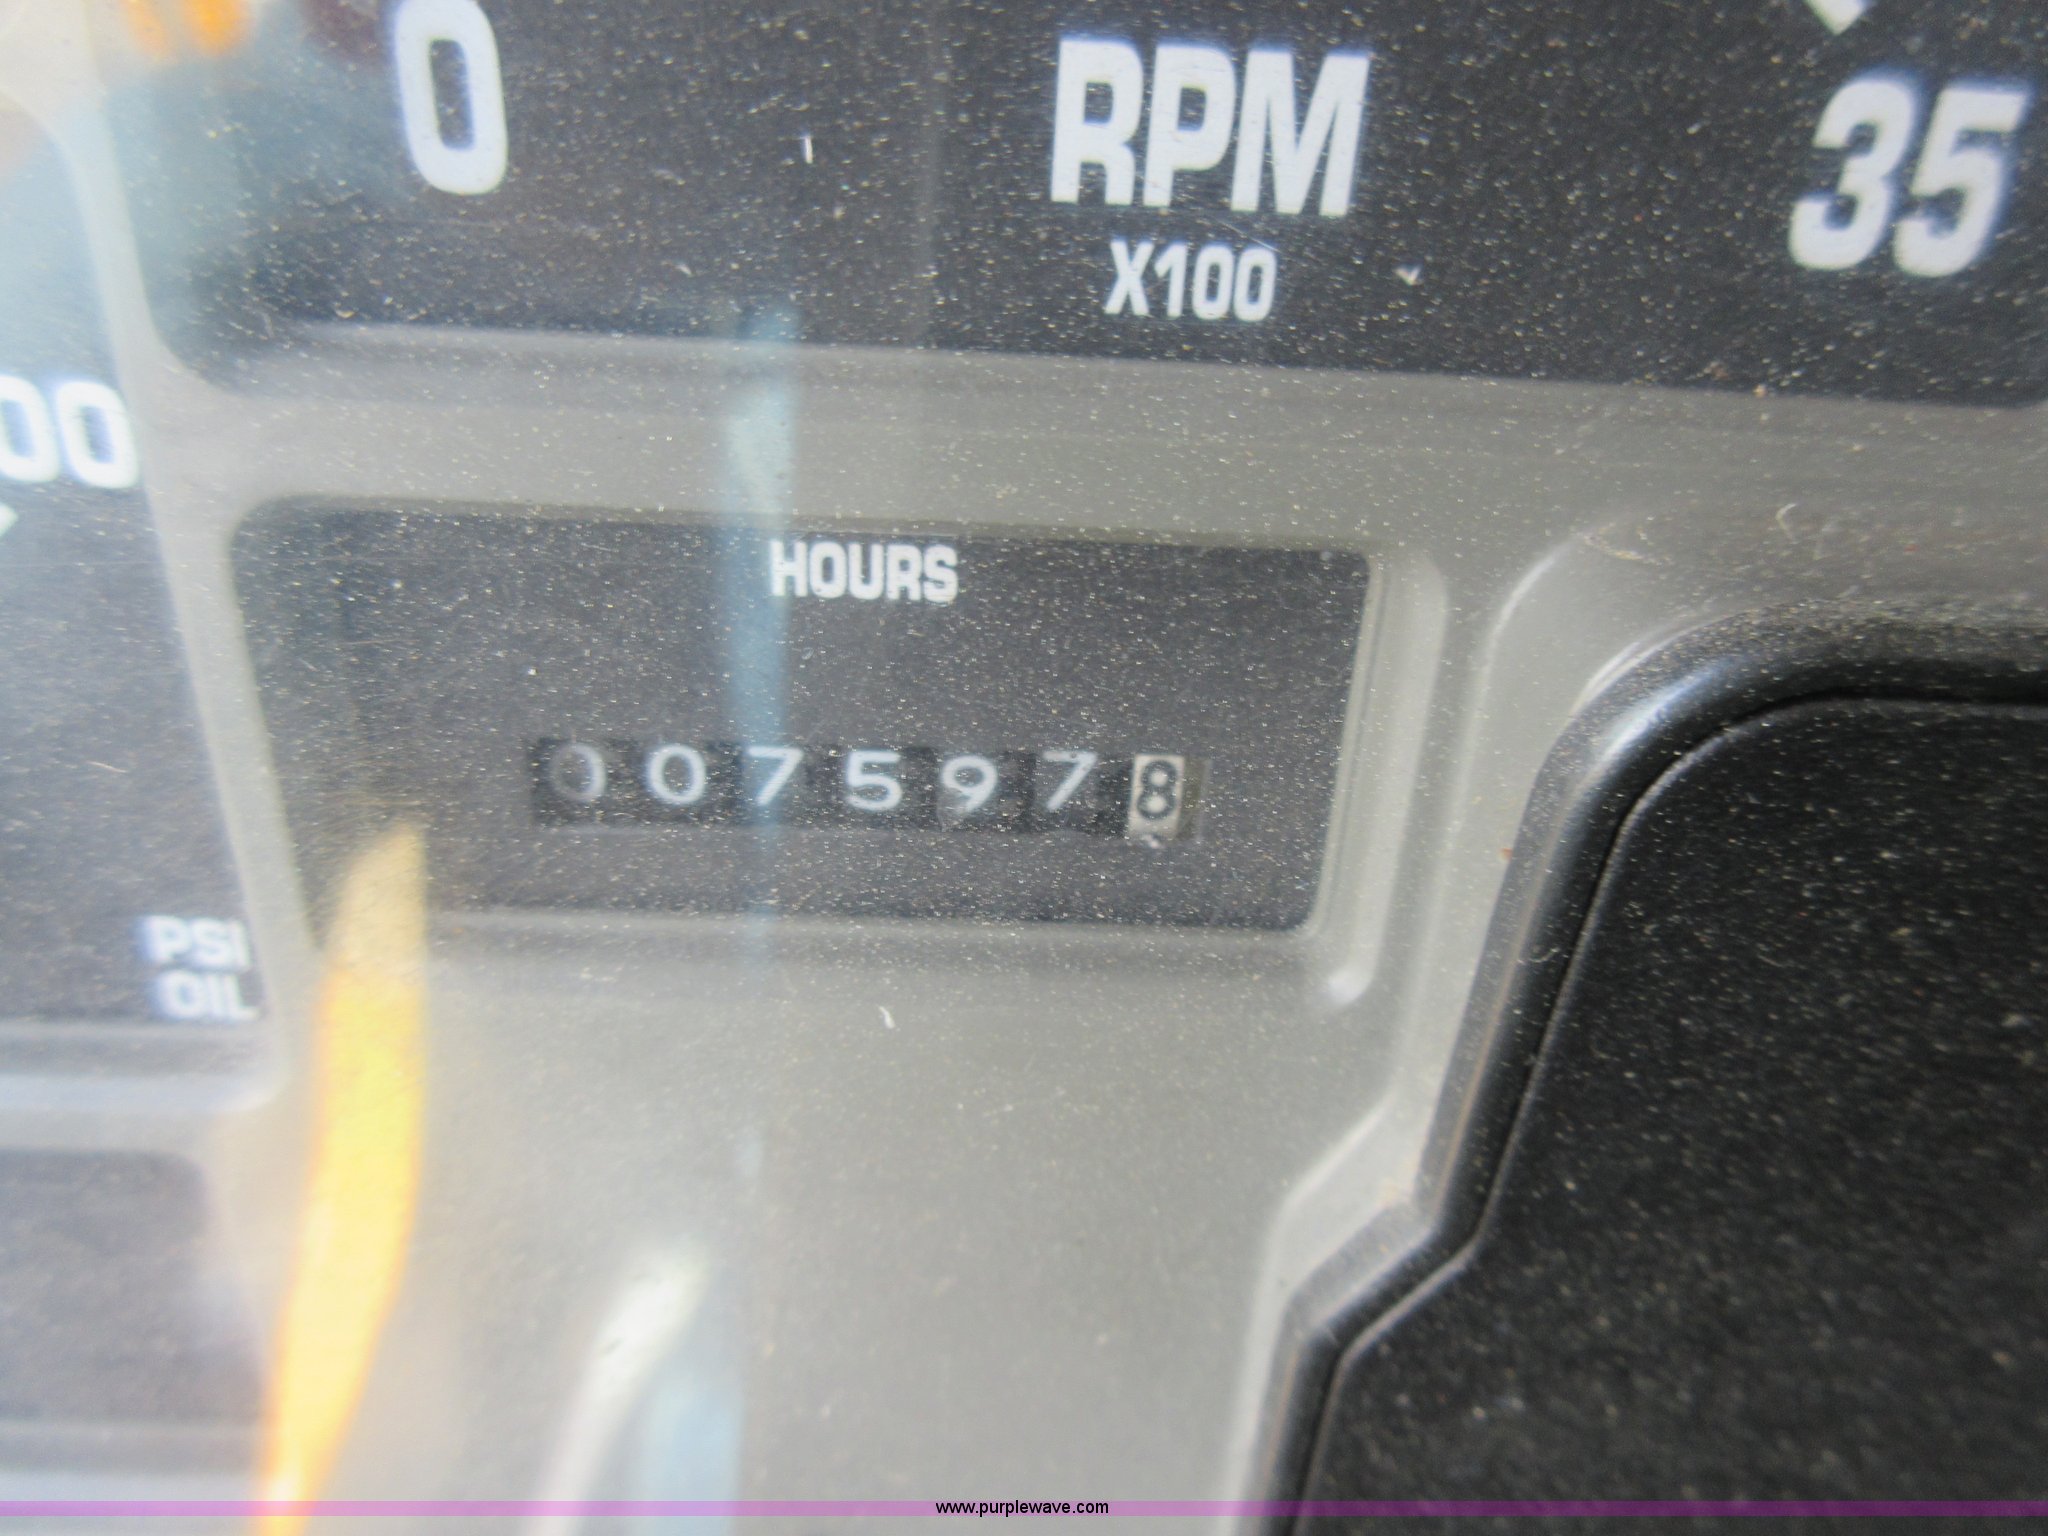 0
RPM
X100
35
00
HOURS
0075978
PSI
OIL
www.purplewave.com